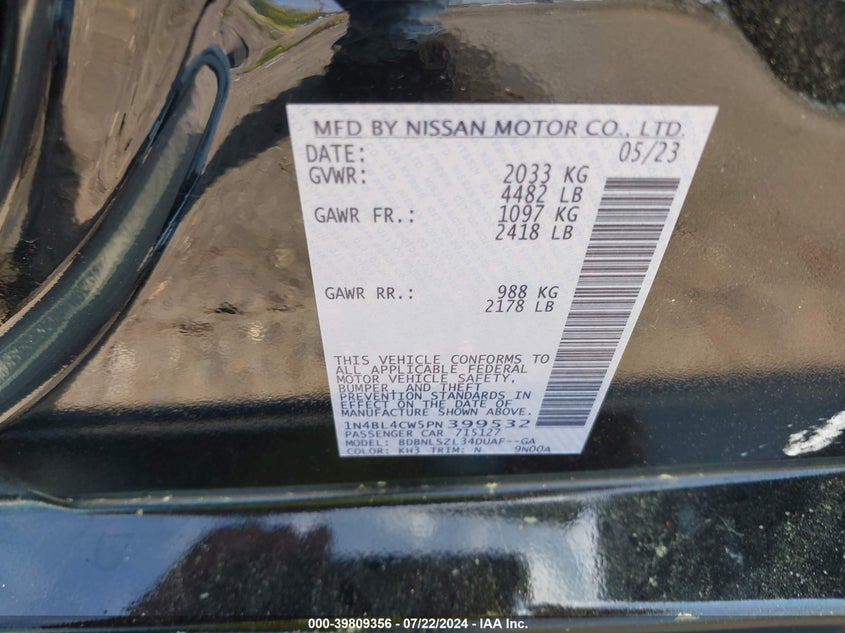 MFD BY NISSAN MOTOR CO., LTD.
DATE: 05/23
GVWR: 2033 KG
4482 LB
GAWR FR.: 1097 KG
2418 LB
GAWR RR.: 988 KG
2178 LB
THIS VEHICLE CONFORMS TO
ALL APPLICABLE FEDERAL
MOTOR VEHICLE SAFETY,
BUMPER, AND THEFT
PREVENTION STANDARDS IN
EFFECT ON THE DATE OF
MANUFACTURE SHOWN ABOVE.
1N4BL4CW5PN399532
PASSENGER CAR 715127
MODEL: BDBNLSZL34DUAF--GA
COLOR: KH3 TRIM: N 9N00A
000-39809356 - 07/22/2024 - IAA Inc.